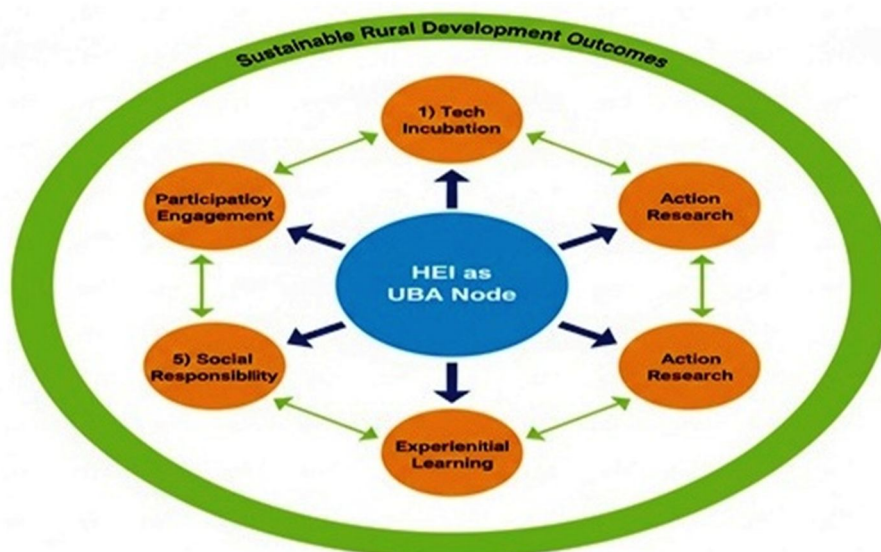 Sustainable Rural Development Outcomes
1) Tech
Incubation
Participatioy
Engagement
Action
Research
HEI as
UBA Node
5) Social
Responsibility
Action
Research
Experienitial
Learning